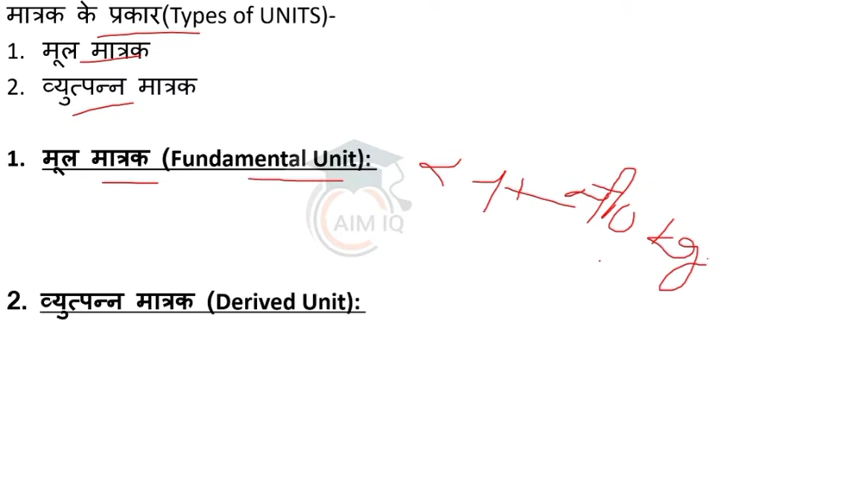 मात्रक के प्रकार(Types of UNITS)-
1. मूल मात्रक
2. व्युत्पन्न मात्रक
1. मूल मात्रक (Fundamental Unit):
AIM IQ
kg
2. व्युत्पन्न मात्रक (Derived Unit):